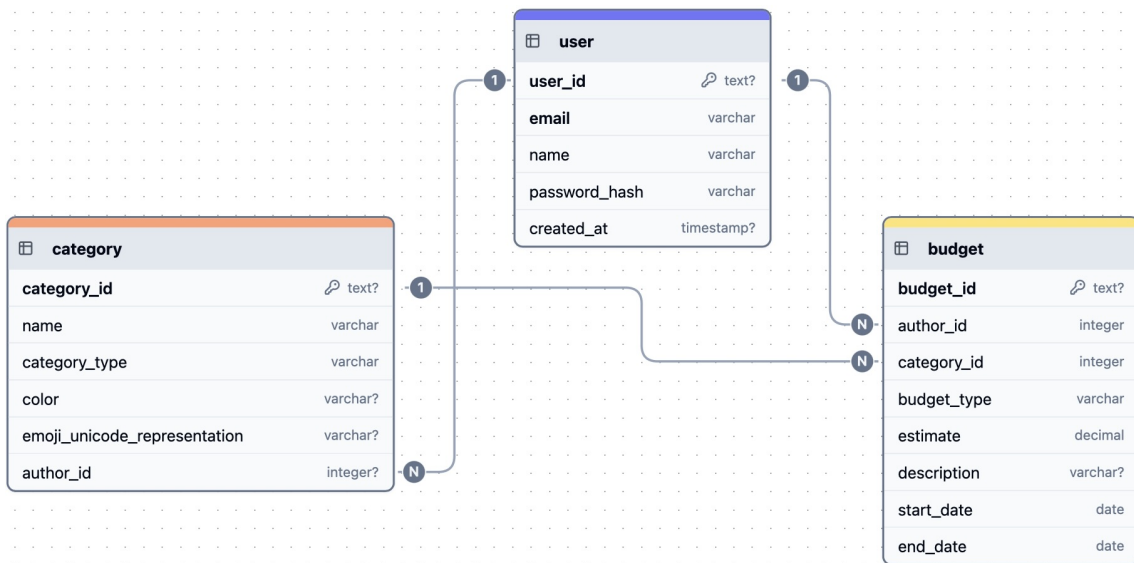 user
1 user_id text? 1
email varchar
name varchar
password_hash varchar
created_at timestamp?
category
category_id text? 1
name varchar
category_type varchar
color varchar?
emoji_unicode_representation varchar?
author_id integer? N
budget
budget_id text?
N author_id integer
N category_id integer
budget_type varchar
estimate decimal
description varchar?
start_date date
end_date date